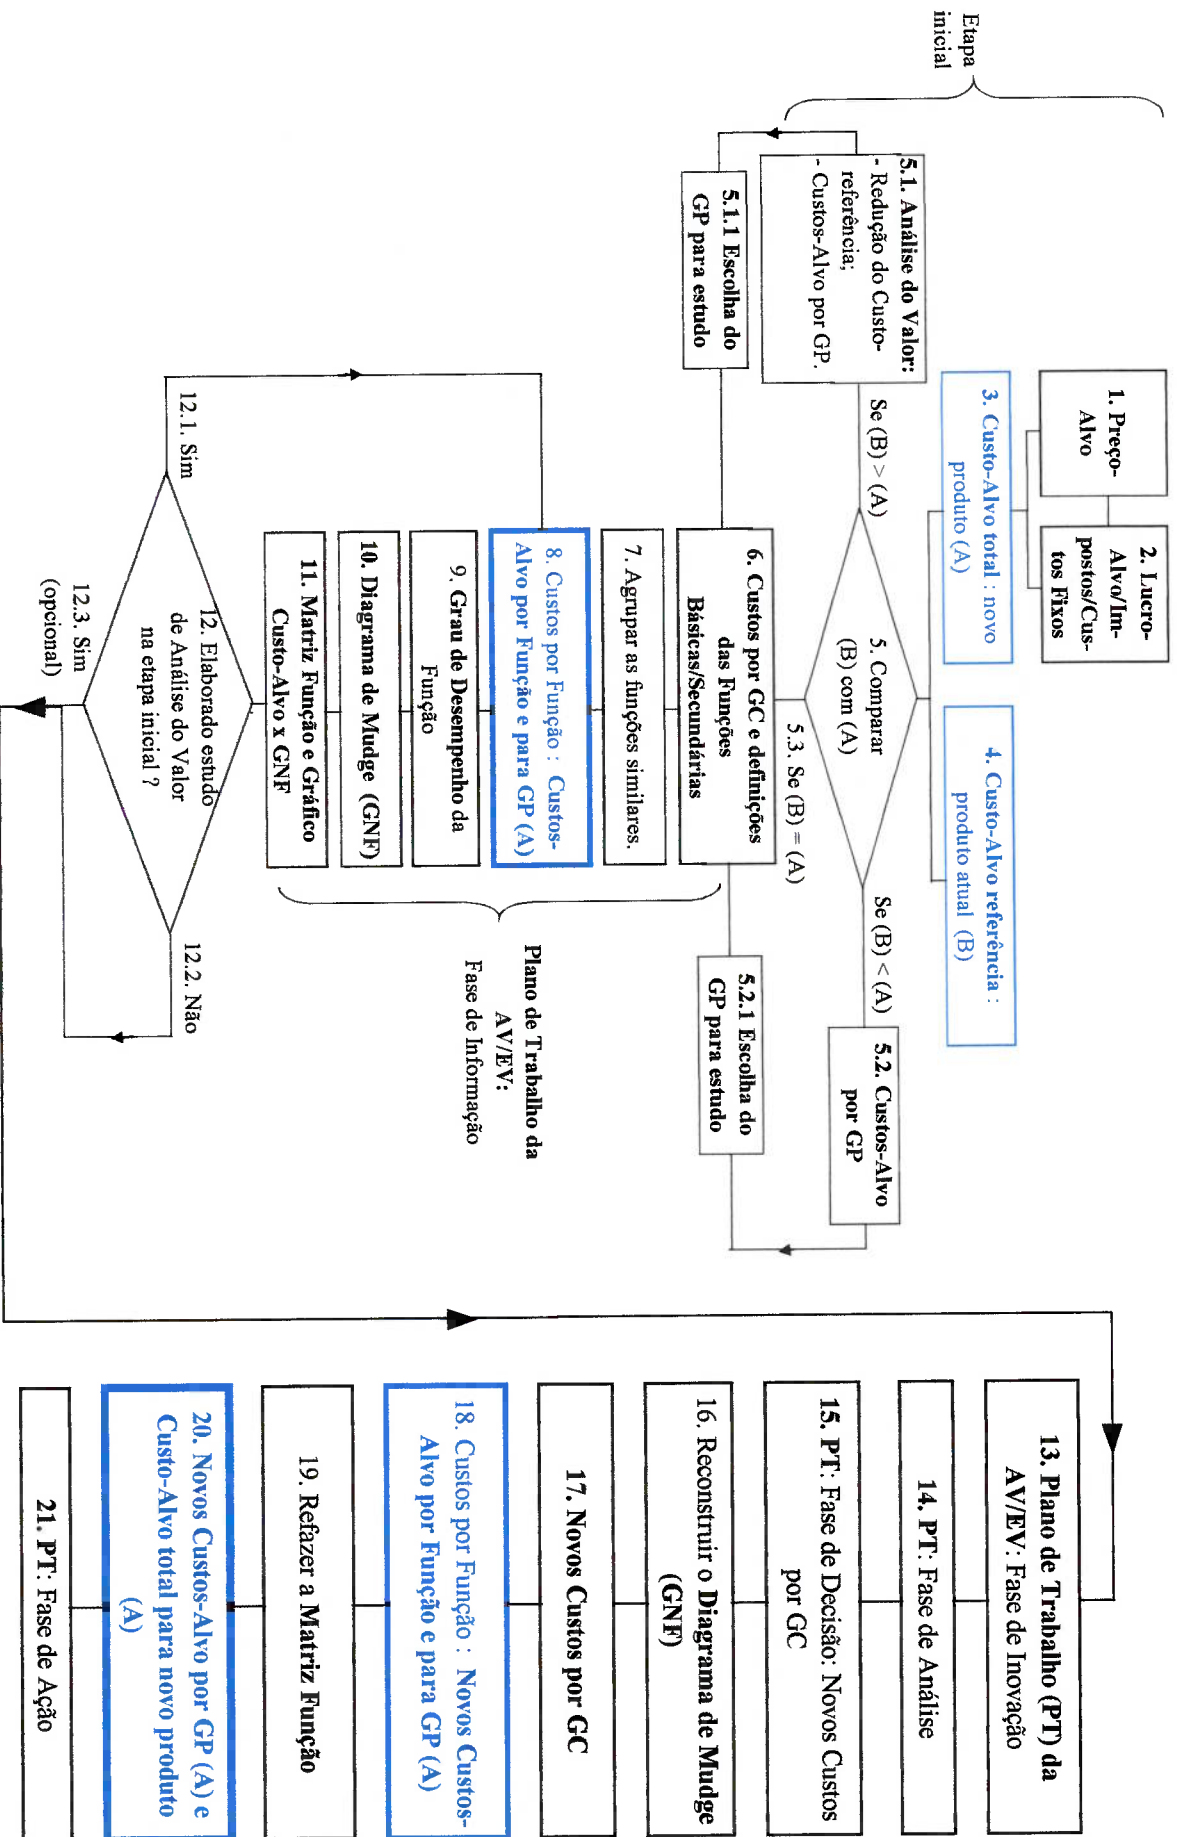 Etapa
inicial
1. Preço-
Alvo
2. Lucro-
Alvo/Im-
postos/Cus-
tos Fixos
3. Custo-Alvo total : novo
produto (A)
4. Custo-Alvo referência :
produto atual (B)
5. Comparar
(B) com (A)
Se (B) > (A)
Se (B) < (A)
5.3. Se (B) = (A)
5.1. Análise do Valor:
- Redução do Custo-
referência;
- Custos-Alvo por GP.
5.2. Custos-Alvo
por GP
5.1.1 Escolha do
GP para estudo
5.2.1 Escolha do
GP para estudo
6. Custos por GC e definições
das Funções
Básicas/Secundárias
7. Agrupar as funções similares.
8. Custos por Função : Custos-
Alvo por Função e para GP (A)
9. Grau de Desempenho da
Função
10. Diagrama de Mudge (GNF)
11. Matriz Função e Gráfico
Custo-Alvo x GNF
Plano de Trabalho da
AV/EV:
Fase de Informação
12. Elaborado estudo
de Análise do Valor
na etapa inicial ?
12.1. Sim
12.2. Não
12.3. Sim
(opcional)
13. Plano de Trabalho (PT) da
AV/EV: Fase de Inovação
14. PT: Fase de Análise
15. PT: Fase de Decisão: Novos Custos
por GC
16. Reconstruir o Diagrama de Mudge
(GNF)
17. Novos Custos por GC
18. Custos por Função : Novos Custos-
Alvo por Função e para GP (A)
19. Refazer a Matriz Função
20. Novos Custos-Alvo por GP (A) e
Custo-Alvo total para novo produto
(A)
21. PT: Fase de Ação